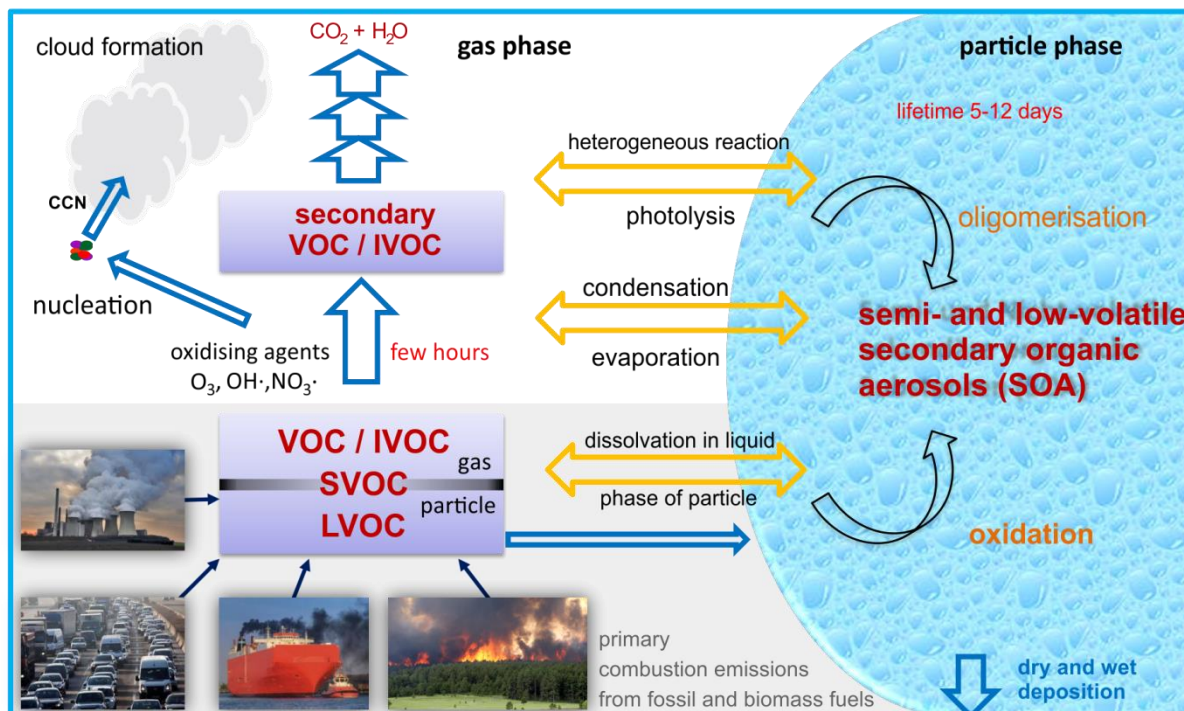 cloud formation
CO₂ + H₂O
gas phase
particle phase
lifetime 5-12 days
heterogeneous reaction
photolysis
oligomerisation
CCN
secondary
VOC / IVOC
nucleation
condensation
evaporation
semi- and low-volatile
secondary organic
aerosols (SOA)
oxidising agents
O₃, OH·,NO₃·
few hours
VOC / IVOC
gas
SVOC
particle
LVOC
dissolvation in liquid
phase of particle
oxidation
primary
combustion emissions
from fossil and biomass fuels
dry and wet
deposition